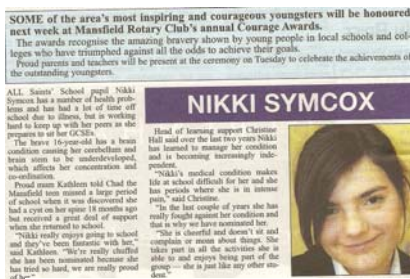 SOME of the area's most inspiring and courageous youngsters will be honoured
next week at Mansfield Rotary Club's annual Courage Awards.
The awards recognise the amazing bravery shown by young people in local schools and col-
leges who have triumphed against all the odds to achieve their goals.
Proud parents and teachers will be present at the ceremony on Tuesday to celebrate the achievements of
the outstanding youngsters.
ALL Saints' School pupil Nikki
Symcox has a number of health prob-
lems and has had a lot of time off
school due to illness, but is working
hard to keep up with her peers as she
prepares to sit her GCSEs.
The brave 16-year-old has a brain
condition causing her cerebellum and
brain stem to be underdeveloped,
which affects her concentration and
co-ordination.
Proud mum Kathleen told Chad the
Mansfield teen missed a large period
of school when it was discovered she
had a cyst on her spine 18 months ago
but received a great deal of support
when she returned to school.
"Nikki really enjoys going to school
and they've been fantastic with her,"
said Kathleen. "We're really chuffed
she has been nominated because she
has tried so hard, we are really proud
of her."
NIKKI SYMCOX
Head of learning support Christine
Hall said over the last two years Nikki
has learned to manage her condition
and is becoming increasingly inde-
pendent.
"Nikki's medical condition makes
life at school difficult for her and she
has periods where she is in intense
pain," said Christine.
"In the last couple of years she has
really fought against her condition and
that is why we have nominated her.
"She is cheerful and doesn't sit and
complain or moan about things. She
takes part in all the activities she is
able to and enjoys being part of the
group — she is just like any other stu-
dent."